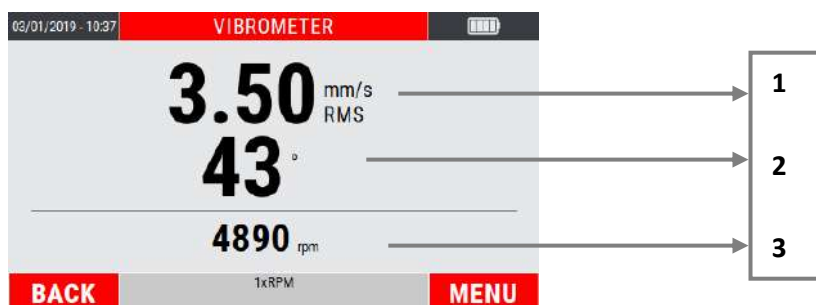 03/01/2019 - 10:37 VIBROMETER
3.50 mm/s RMS 1
43 ° 2
4890 rpm 3
BACK 1xRPM MENU